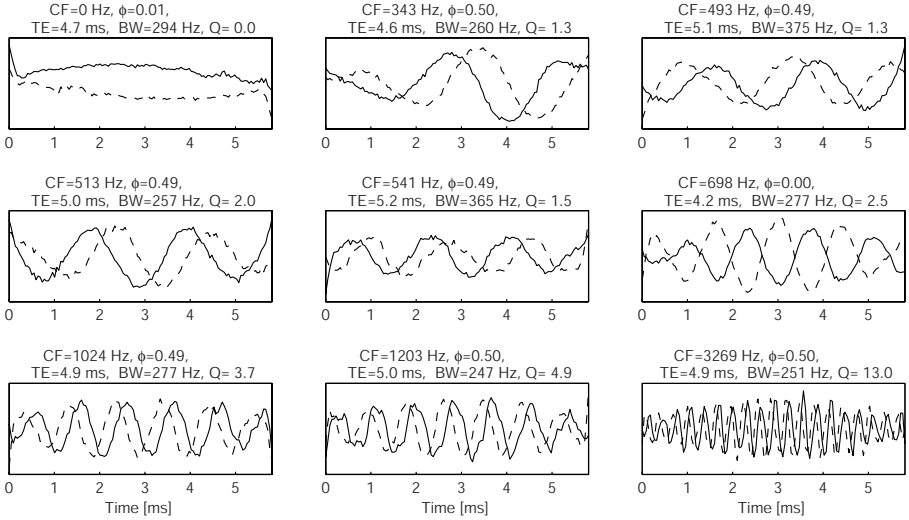 CF=0 Hz, ϕ=0.01,
TE=4.7 ms, BW=294 Hz, Q= 0.0
CF=343 Hz, ϕ=0.50,
TE=4.6 ms, BW=260 Hz, Q= 1.3
CF=493 Hz, ϕ=0.49,
TE=5.1 ms, BW=375 Hz, Q= 1.3
0 1 2 3 4 5
0 1 2 3 4 5
0 1 2 3 4 5
CF=513 Hz, ϕ=0.49,
TE=5.0 ms, BW=257 Hz, Q= 2.0
CF=541 Hz, ϕ=0.49,
TE=5.2 ms, BW=365 Hz, Q= 1.5
CF=698 Hz, ϕ=0.00,
TE=4.2 ms, BW=277 Hz, Q= 2.5
0 1 2 3 4 5
0 1 2 3 4 5
0 1 2 3 4 5
CF=1024 Hz, ϕ=0.49,
TE=4.9 ms, BW=277 Hz, Q= 3.7
CF=1203 Hz, ϕ=0.50,
TE=5.0 ms, BW=247 Hz, Q= 4.9
CF=3269 Hz, ϕ=0.50,
TE=4.9 ms, BW=251 Hz, Q= 13.0
0 1 2 3 4 5
0 1 2 3 4 5
0 1 2 3 4 5
Time [ms]
Time [ms]
Time [ms]